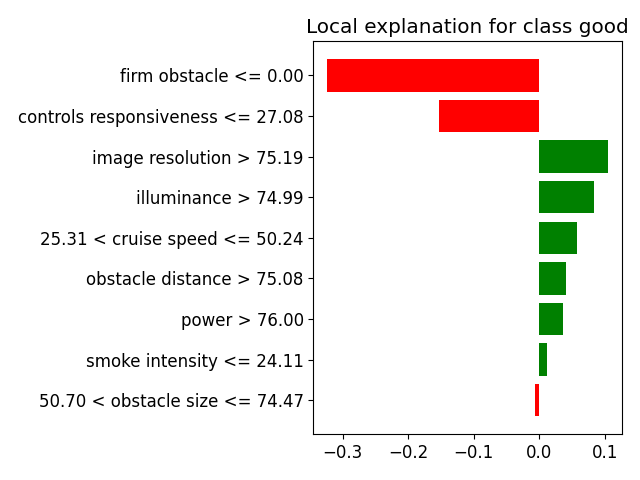 Local explanation for class good
firm obstacle <= 0.00
controls responsiveness <= 27.08
image resolution > 75.19
illuminance > 74.99
25.31 < cruise speed <= 50.24
obstacle distance > 75.08
power > 76.00
smoke intensity <= 24.11
50.70 < obstacle size <= 74.47
−0.3 −0.2 −0.1 0.0 0.1